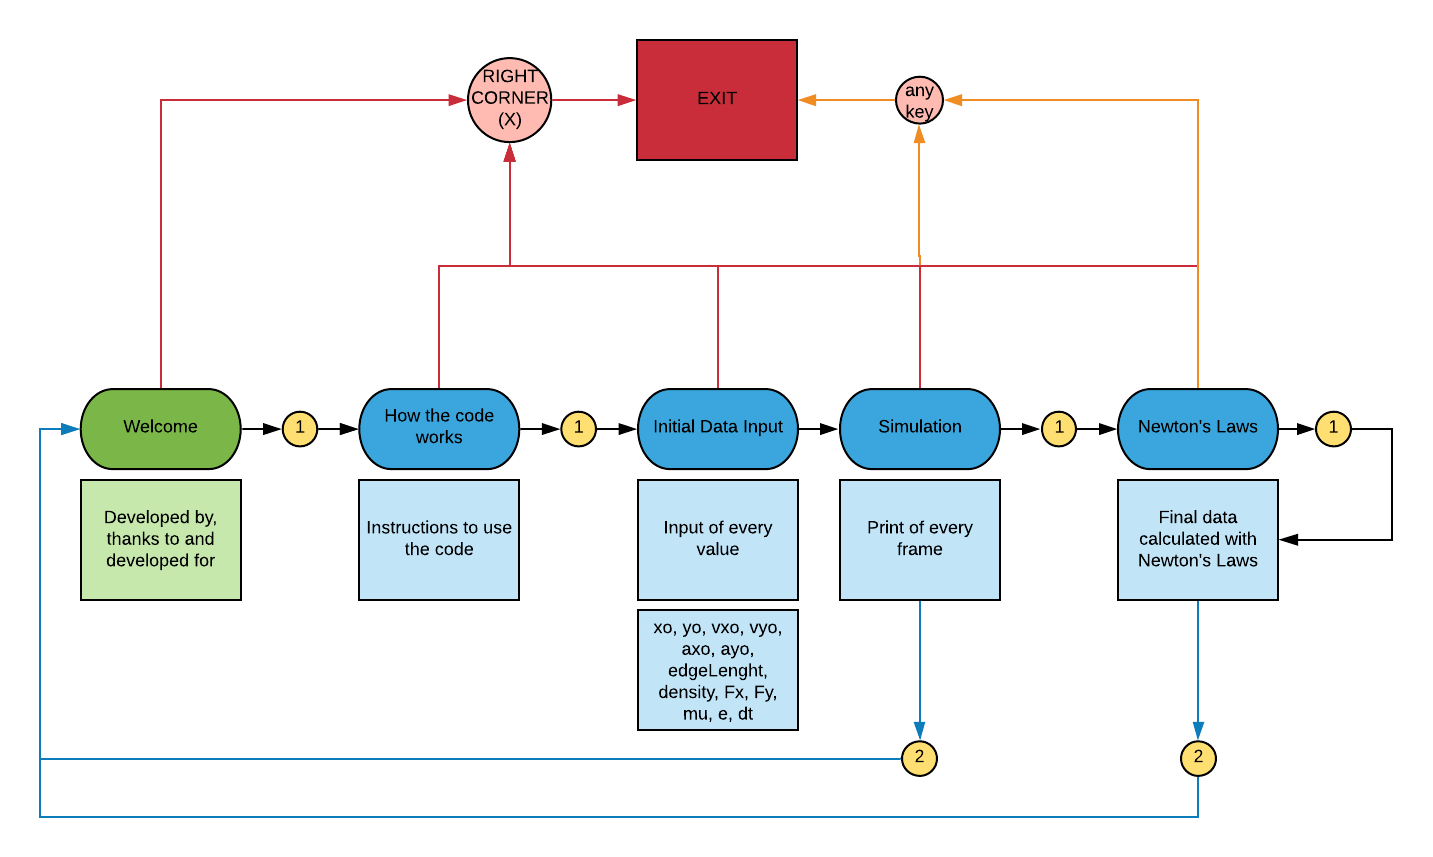 RIGHT
CORNER
(X)
EXIT
any
key
Welcome
1
How the code
works
1
Initial Data Input
Simulation
1
Newton's Laws
1
Developed by,
thanks to and
developed for
Instructions to use
the code
Input of every
value
Print of every
frame
Final data
calculated with
Newton's Laws
xo, yo, vxo, vyo,
axo, ayo,
edgeLenght,
density, Fx, Fy,
mu, e, dt
2
2